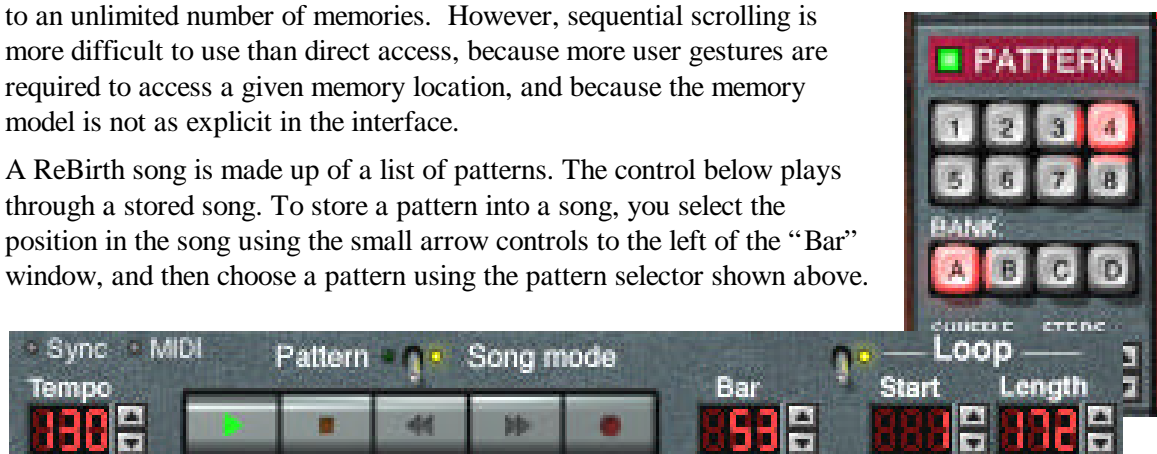 to an unlimited number of memories.  However, sequential scrolling is
more difficult to use than direct access, because more user gestures are
required to access a given memory location, and because the memory
model is not as explicit in the interface.
A ReBirth song is made up of a list of patterns. The control below plays
through a stored song. To store a pattern into a song, you select the
position in the song using the small arrow controls to the left of the “Bar”
window, and then choose a pattern using the pattern selector shown above.
PATTERN
1 2 3 4
5 6 7 8
BANK:
A B C D
Sync MIDI Pattern Song mode Loop
Tempo Bar Start Length
130 53 1 172